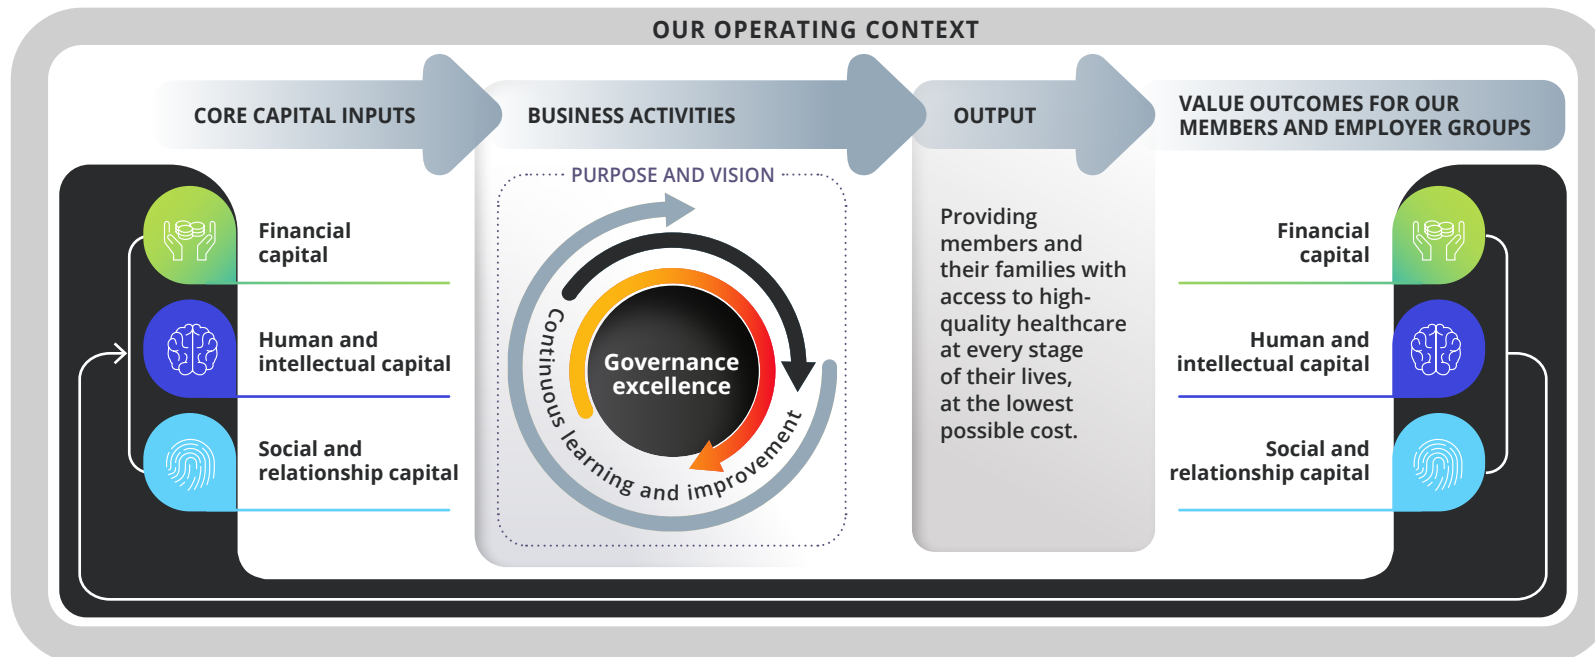 OUR OPERATING CONTEXT
CORE CAPITAL INPUTS
Financial
capital
Human and
intellectual capital
Social and
relationship capital
BUSINESS ACTIVITIES
PURPOSE AND VISION
Governance
excellence
Continuous learning and improvement
OUTPUT
Providing
members and
their families with
access to high-
quality healthcare
at every stage
of their lives,
at the lowest
possible cost.
VALUE OUTCOMES FOR OUR
MEMBERS AND EMPLOYER GROUPS
Financial
capital
Human and
intellectual capital
Social and
relationship capital